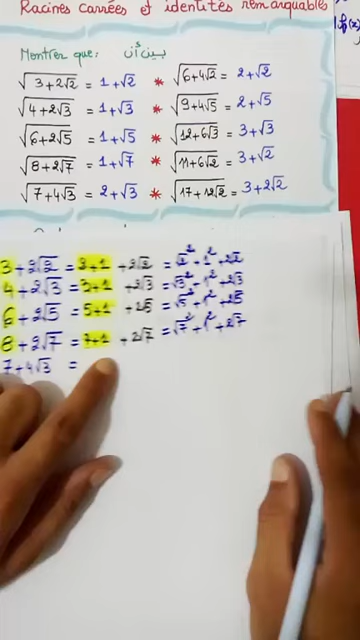 Racines carrées et identités remarquables
Montrer que : بين أن
√3+2√2 = 1+√2 * √6+4√2 = 2+√2
√4+2√3 = 1+√3 * √9+4√5 = 2+√5
√6+2√5 = 1+√5 * √12+6√3 = 3+√3
√8+2√7 = 1+√7 * √11+6√2 = 3+√2
√7+4√3 = 2+√3 * √17+12√2 = 3+2√2
3+2√2 = 2+1 +2√2 = √2²+1²+2√2
4+2√3 = 3+1 +2√3 = √3²+1²+2√3
6+2√5 = 5+1 +2√5 = √5²+1²+2√5
8+2√7 = 7+1 +2√7 = √7²+1²+2√7
7+4√3 =